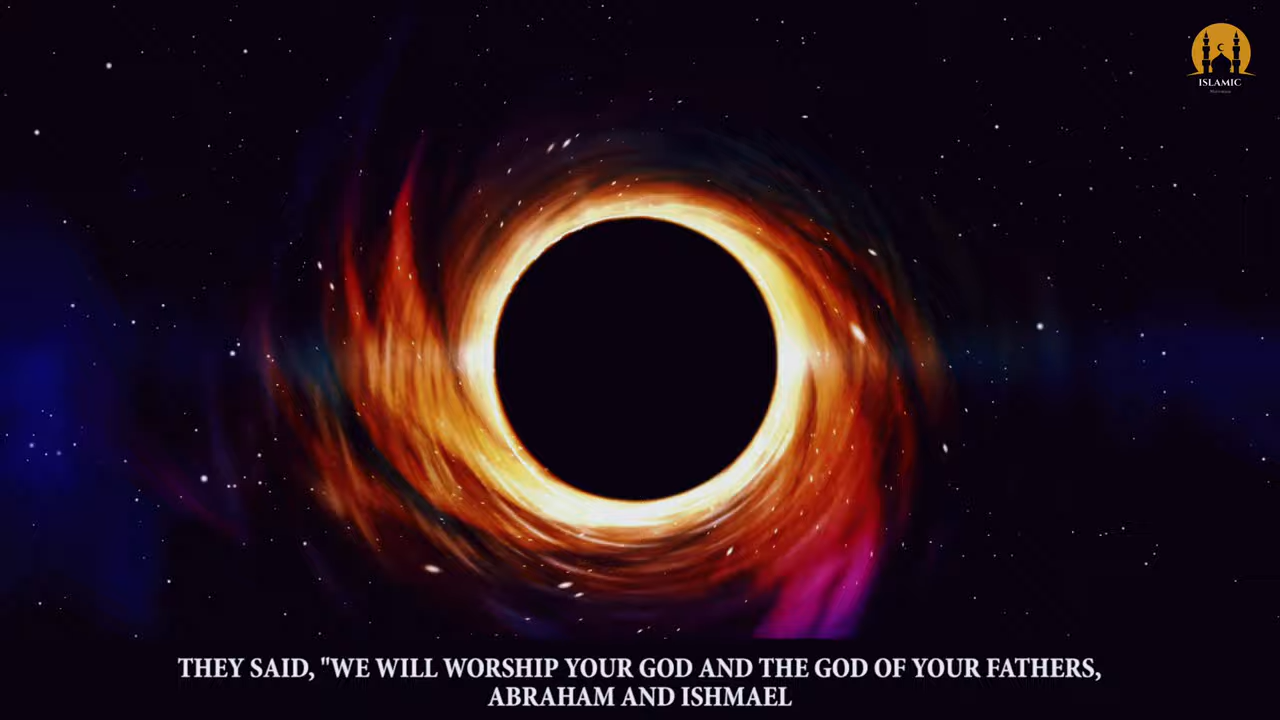 ISLAMIC
THEY SAID, "WE WILL WORSHIP YOUR GOD AND THE GOD OF YOUR FATHERS,
ABRAHAM AND ISHMAEL